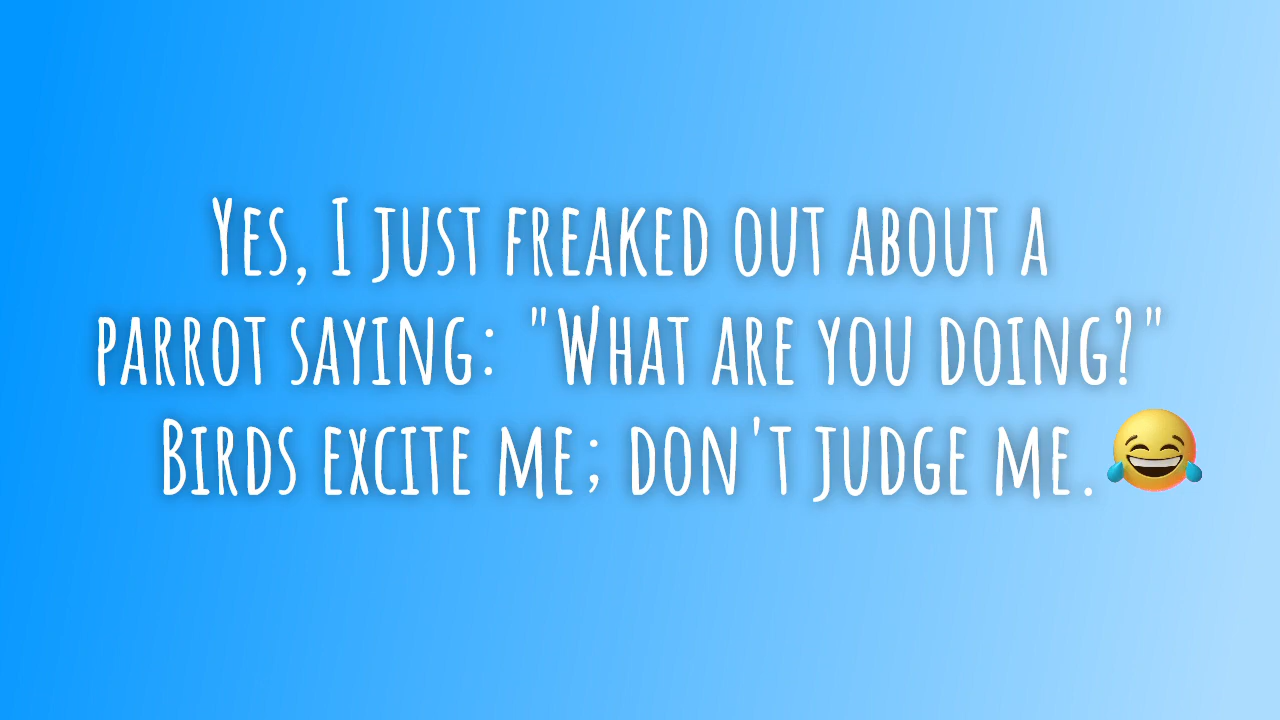 Yes, I just freaked out about a
parrot saying: "What are you doing?"
Birds excite me; don't judge me.😂